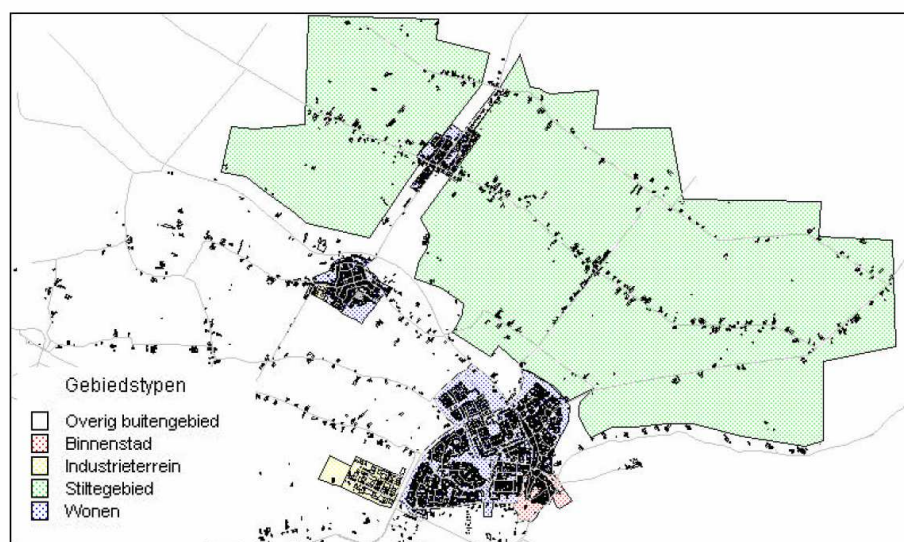 Gebiedstypen
Overig buitengebied
Binnenstad
Industrieterrein
Stiltegebied
Wonen